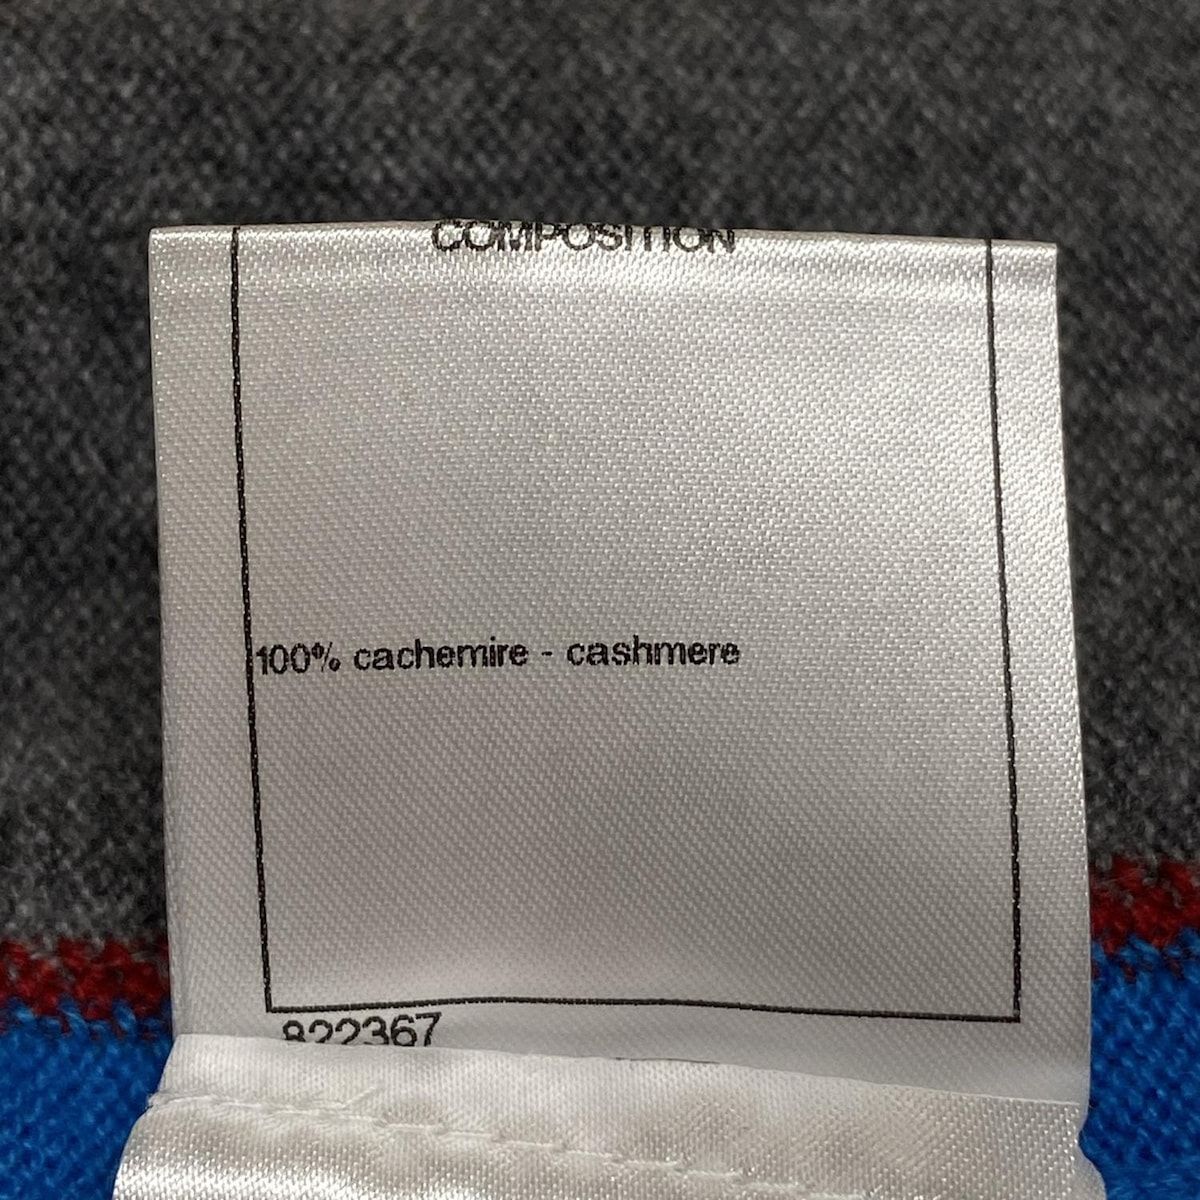 COMPOSITION
100% cachemire - cashmere
822367